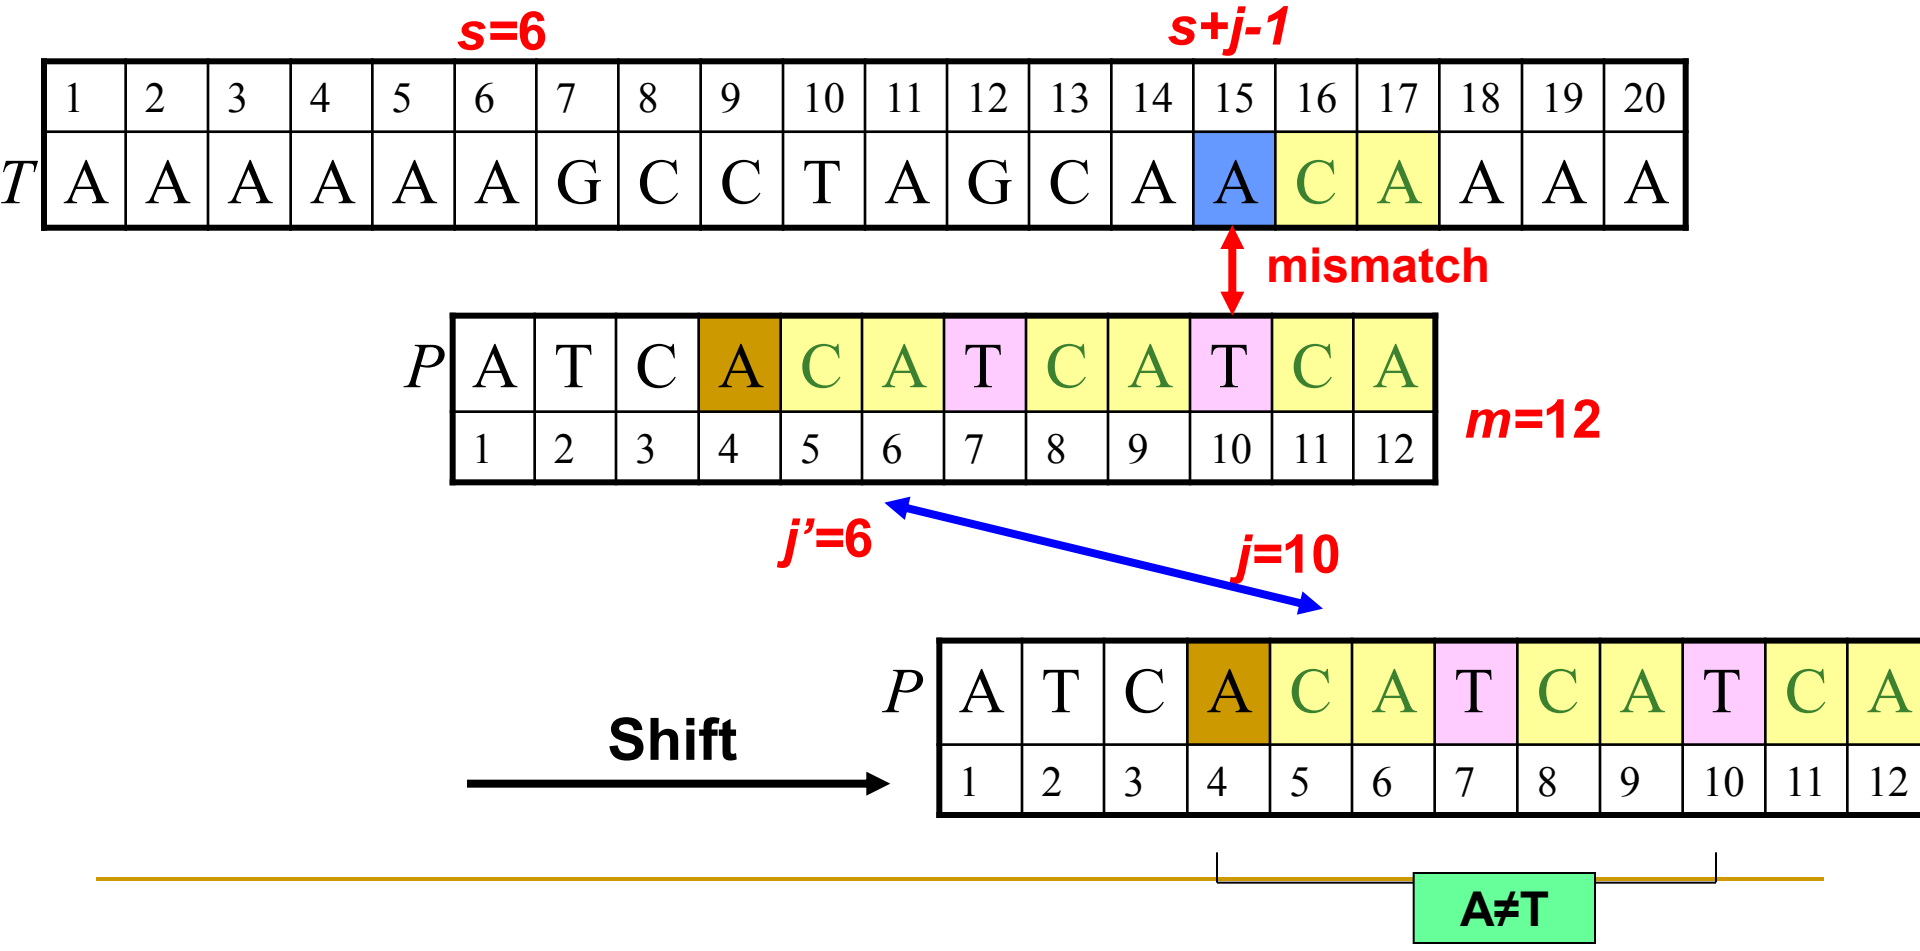 s=6 s+j-1
1 2 3 4 5 6 7 8 9 10 11 12 13 14 15 16 17 18 19 20
T A A A A A A G C C T A G C A A C A A A A
mismatch
P A T C A C A T C A T C A
1 2 3 4 5 6 7 8 9 10 11 12
m=12
j’=6
j=10
P A T C A C A T C A T C A
Shift
1 2 3 4 5 6 7 8 9 10 11 12
A≠T